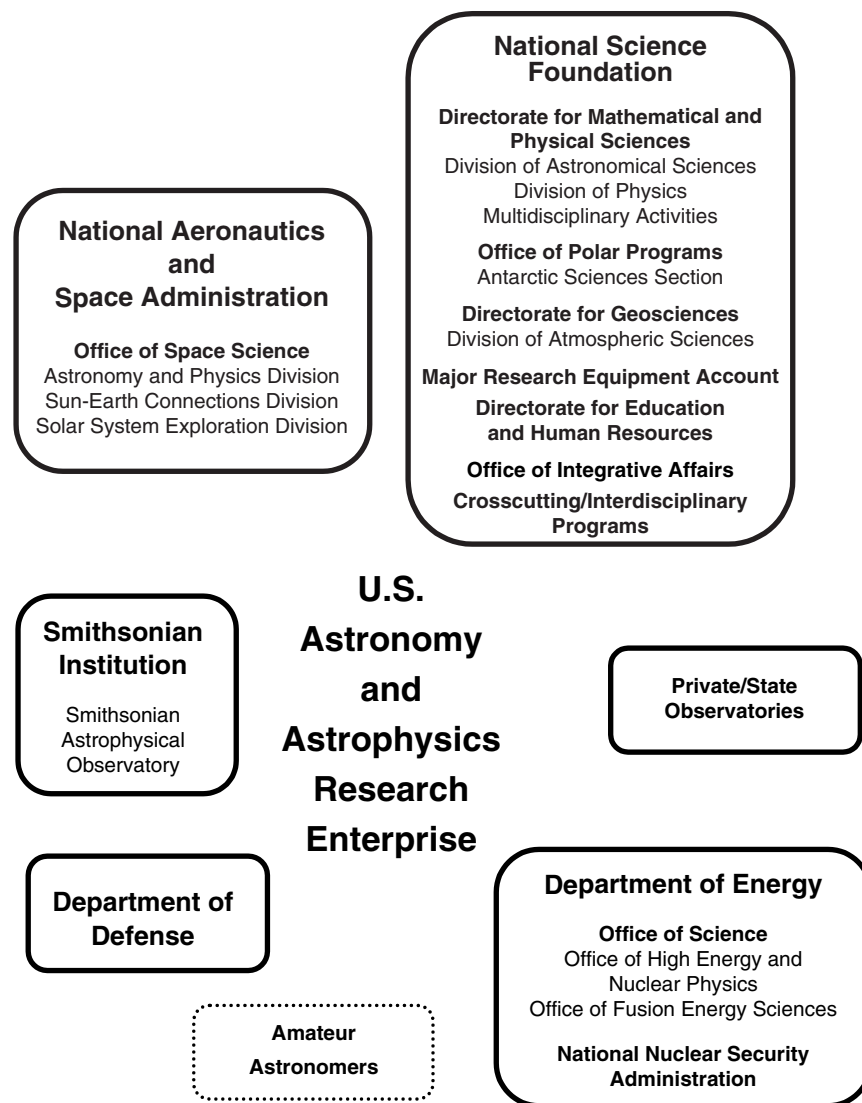 National Science
Foundation
Directorate for Mathematical and
Physical Sciences
Division of Astronomical Sciences
Division of Physics
Multidisciplinary Activities
Office of Polar Programs
Antarctic Sciences Section
Directorate for Geosciences
Division of Atmospheric Sciences
Major Research Equipment Account
Directorate for Education
and Human Resources
Office of Integrative Affairs
Crosscutting/Interdisciplinary
Programs
National Aeronautics
and
Space Administration
Office of Space Science
Astronomy and Physics Division
Sun-Earth Connections Division
Solar System Exploration Division
U.S.
Astronomy
and
Astrophysics
Research
Enterprise
Smithsonian
Institution
Smithsonian
Astrophysical
Observatory
Private/State
Observatories
Department of
Defense
Department of Energy
Office of Science
Office of High Energy and
Nuclear Physics
Office of Fusion Energy Sciences
National Nuclear Security
Administration
Amateur
Astronomers